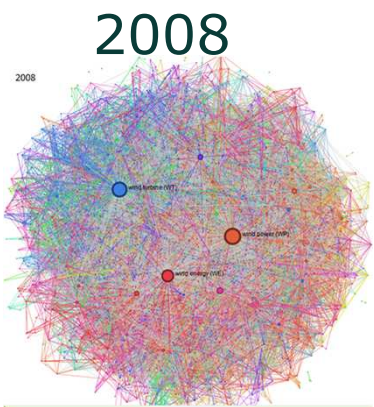 2008
2008
wind turbine (WT)
wind power (WP)
wind energy (WE)